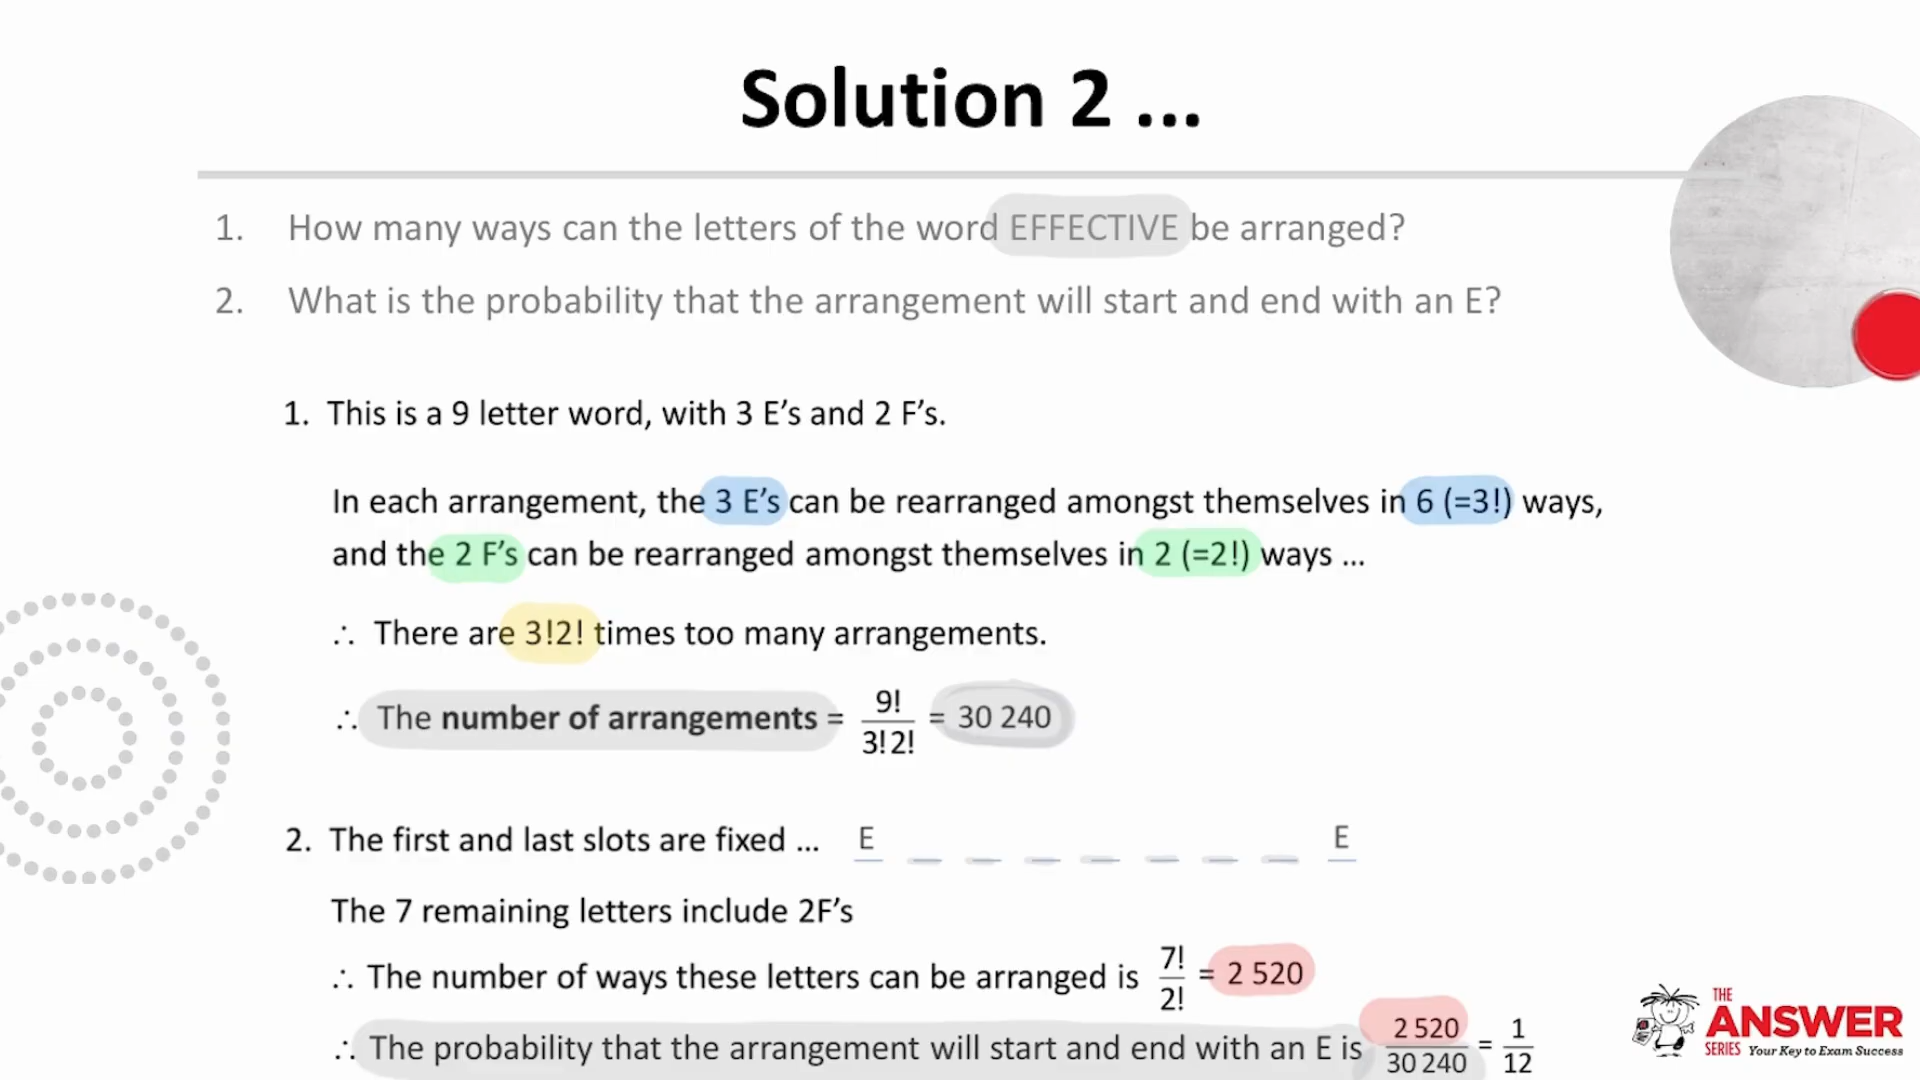 Solution 2 ...
1. How many ways can the letters of the word EFFECTIVE be arranged?
2. What is the probability that the arrangement will start and end with an E?
1. This is a 9 letter word, with 3 E’s and 2 F’s.
In each arrangement, the 3 E’s can be rearranged amongst themselves in 6 (=3!) ways,
and the 2 F’s can be rearranged amongst themselves in 2 (=2!) ways ...
∴ There are 3!2! times too many arrangements.
∴ The number of arrangements = 9!/3!2! = 30 240
2. The first and last slots are fixed ... E _ _ _ _ _ _ _ E
The 7 remaining letters include 2F’s
∴ The number of ways these letters can be arranged is 7!/2! = 2 520
∴ The probability that the arrangement will start and end with an E is 2 520/30 240 = 1/12
THE
ANSWER
SERIES Your Key to Exam Success